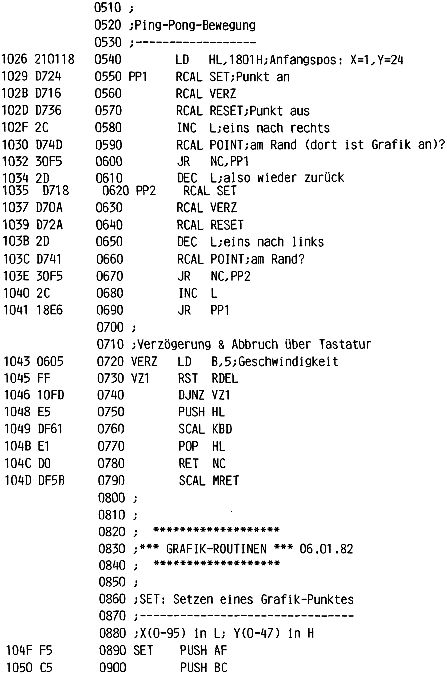 0510 ;
0520 ;Ping-Pong-Bewegung
0530 ;------------------
1026 210118 0540 LD HL,1801H;Anfangspos: X=1,Y=24
1029 D724 0550 PP1 RCAL SET;Punkt an
102B D716 0560 RCAL VERZ
102D D736 0570 RCAL RESET;Punkt aus
102F 2C 0580 INC L;eins nach rechts
1030 D74D 0590 RCAL POINT;am Rand (dort ist Grafik an)?
1032 30F5 0600 JR NC,PP1
1034 2D 0610 DEC L;also wieder zurück
1035 D718 0620 PP2 RCAL SET
1037 D70A 0630 RCAL VERZ
1039 D72A 0640 RCAL RESET
103B 2D 0650 DEC L;eins nach links
103C D741 0660 RCAL POINT;am Rand?
103E 30F5 0670 JR NC,PP2
1040 2C 0680 INC L
1041 18E6 0690 JR PP1
0700 ;
0710 ;Verzögerung & Abbruch über Tastatur
1043 0605 0720 VERZ LD B,5;Geschwindigkeit
1045 FF 0730 VZ1 RST RDEL
1046 10FD 0740 DJNZ VZ1
1048 E5 0750 PUSH HL
1049 DF61 0760 SCAL KBD
104B E1 0770 POP HL
104C D0 0780 RET NC
104D DF5B 0790 SCAL MRET
0800 ;
0810 ;
0820 ; *******************
0830 ;*** GRAFIK-ROUTINEN *** 06.01.82
0840 ; *******************
0850 ;
0860 ;SET: Setzen eines Grafik-Punktes
0870 ;--------------------------------
0880 ;X(0-95) in L; Y(0-47) in H
104F F5 0890 SET PUSH AF
1050 C5 0900 PUSH BC